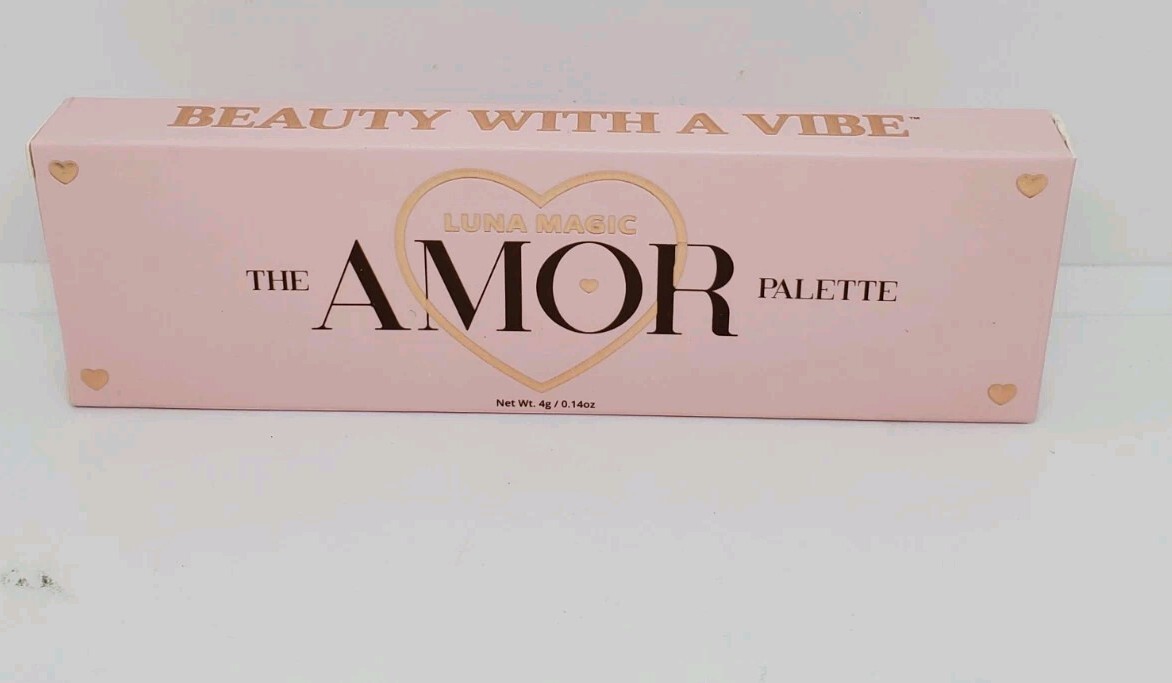 BEAUTY WITH A VIBE™
LUNA MAGIC
THE AMOR PALETTE
Net Wt. 4g / 0.14oz